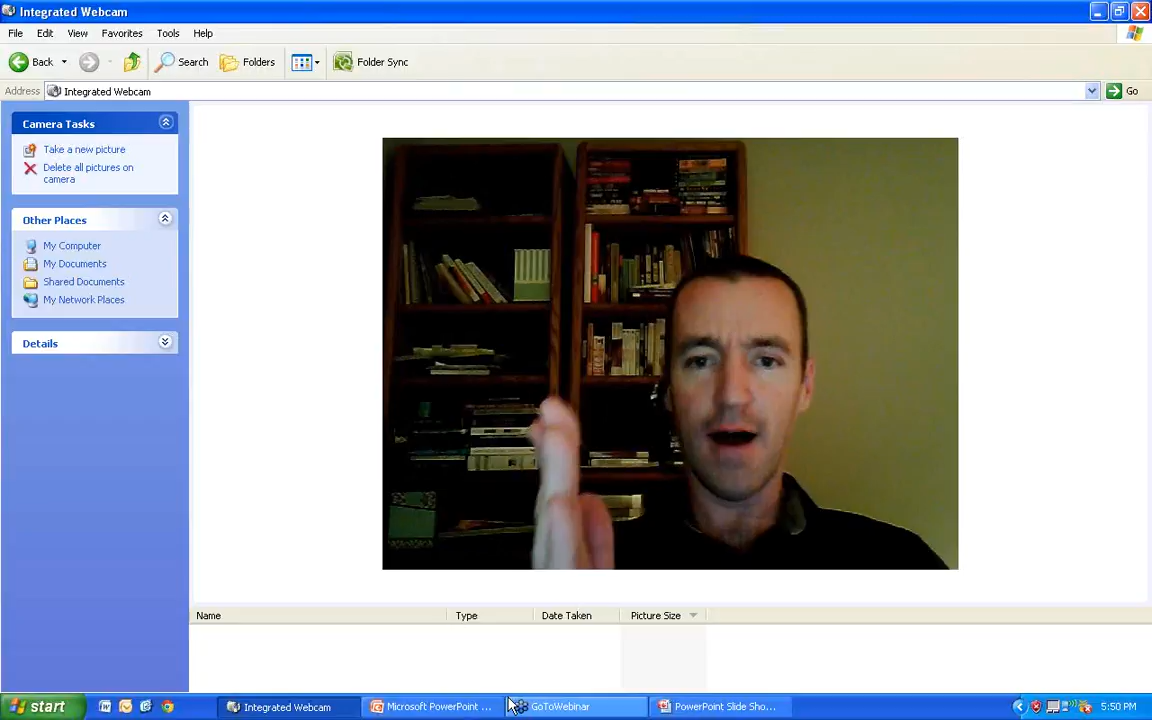 Integrated Webcam
File Edit View Favorites Tools Help
Back Search Folders Folder Sync
Address Integrated Webcam Go
Camera Tasks
Take a new picture
Delete all pictures on
camera
Other Places
My Computer
My Documents
Shared Documents
My Network Places
Details
Name Type Date Taken Picture Size
start Integrated Webcam Microsoft PowerPoint ... GoToWebinar PowerPoint Slide Sho... 5:50 PM